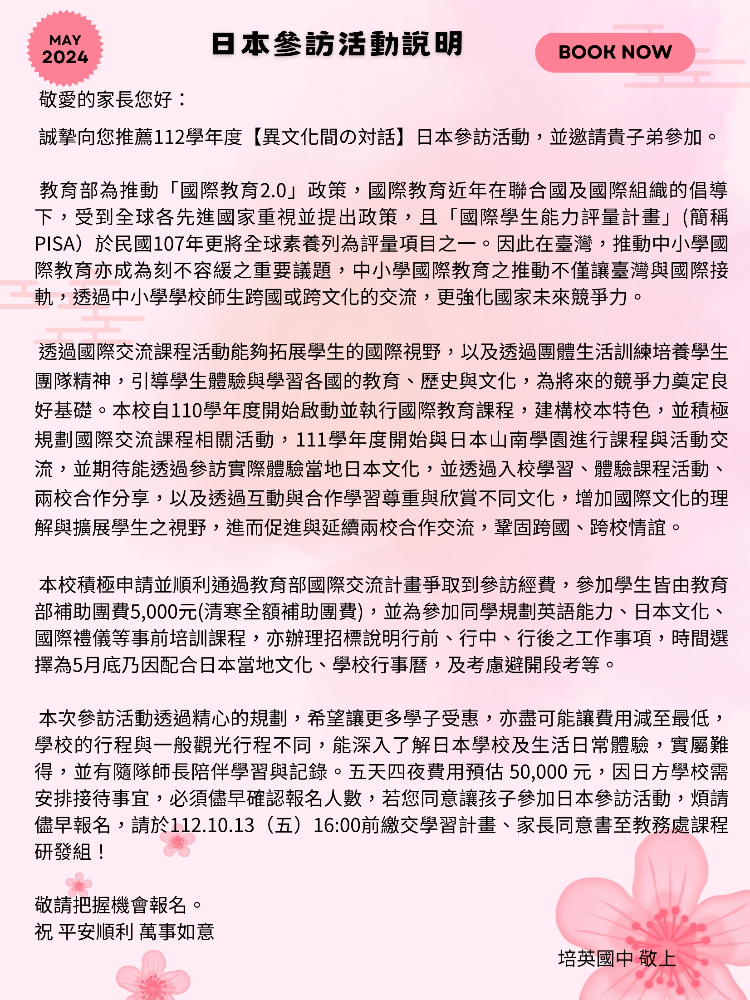 MAY
2024
日本參訪活動說明
BOOK NOW
敬愛的家長您好：
誠摯向您推薦112學年度【異文化間の対話】日本參訪活動，並邀請貴子弟參加。
教育部為推動「國際教育2.0」政策，國際教育近年在聯合國及國際組織的倡導
下，受到全球各先進國家重視並提出政策，且「國際學生能力評量計畫」(簡稱
PISA）於民國107年更將全球素養列為評量項目之一。因此在臺灣，推動中小學國
際教育亦成為刻不容緩之重要議題，中小學國際教育之推動不僅讓臺灣與國際接
軌，透過中小學學校師生跨國或跨文化的交流，更強化國家未來競爭力。
透過國際交流課程活動能夠拓展學生的國際視野，以及透過團體生活訓練培養學生
團隊精神，引導學生體驗與學習各國的教育、歷史與文化，為將來的競爭力奠定良
好基礎。本校自110學年度開始啟動並執行國際教育課程，建構校本特色，並積極
規劃國際交流課程相關活動，111學年度開始與日本山南學園進行課程與活動交
流，並期待能透過參訪實際體驗當地日本文化，並透過入校學習、體驗課程活動、
兩校合作分享，以及透過互動與合作學習尊重與欣賞不同文化，增加國際文化的理
解與擴展學生之視野，進而促進與延續兩校合作交流，鞏固跨國、跨校情誼。
本校積極申請並順利通過教育部國際交流計畫爭取到參訪經費，參加學生皆由教育
部補助團費5,000元(清寒全額補助團費)，並為參加同學規劃英語能力、日本文化、
國際禮儀等事前培訓課程，亦辦理招標說明行前、行中、行後之工作事項，時間選
擇為5月底乃因配合日本當地文化、學校行事曆，及考慮避開段考等。
本次參訪活動透過精心的規劃，希望讓更多學子受惠，亦盡可能讓費用減至最低，
學校的行程與一般觀光行程不同，能深入了解日本學校及生活日常體驗，實屬難
得，並有隨隊師長陪伴學習與記錄。五天四夜費用預估 50,000 元，因日方學校需
安排接待事宜，必須儘早確認報名人數，若您同意讓孩子參加日本參訪活動，煩請
儘早報名，請於112.10.13（五）16:00前繳交學習計畫、家長同意書至教務處課程
研發組！
敬請把握機會報名。
祝 平安順利 萬事如意
培英國中 敬上